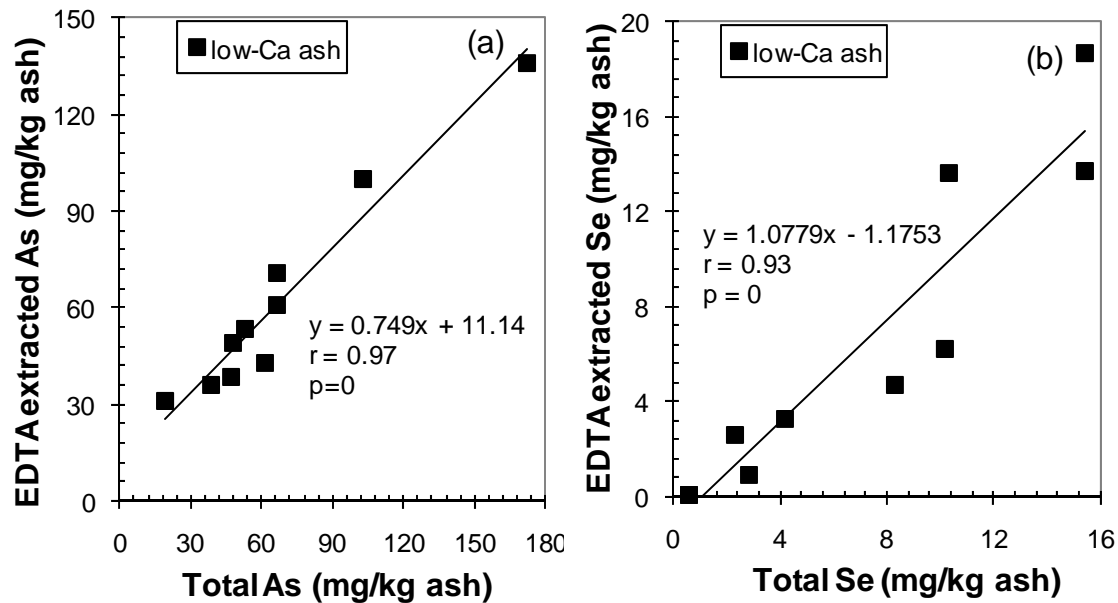 150
120
90
60
30
0
EDTA extracted As (mg/kg ash)
low-Ca ash
(a)
y = 0.749x + 11.14
r = 0.97
p=0
0 30 60 90 120 150 180
Total As (mg/kg ash)
20
16
12
8
4
0
EDTA extracted Se (mg/kg ash)
low-Ca ash
(b)
y = 1.0779x - 1.1753
r = 0.93
p = 0
0 4 8 12 16
Total Se (mg/kg ash)